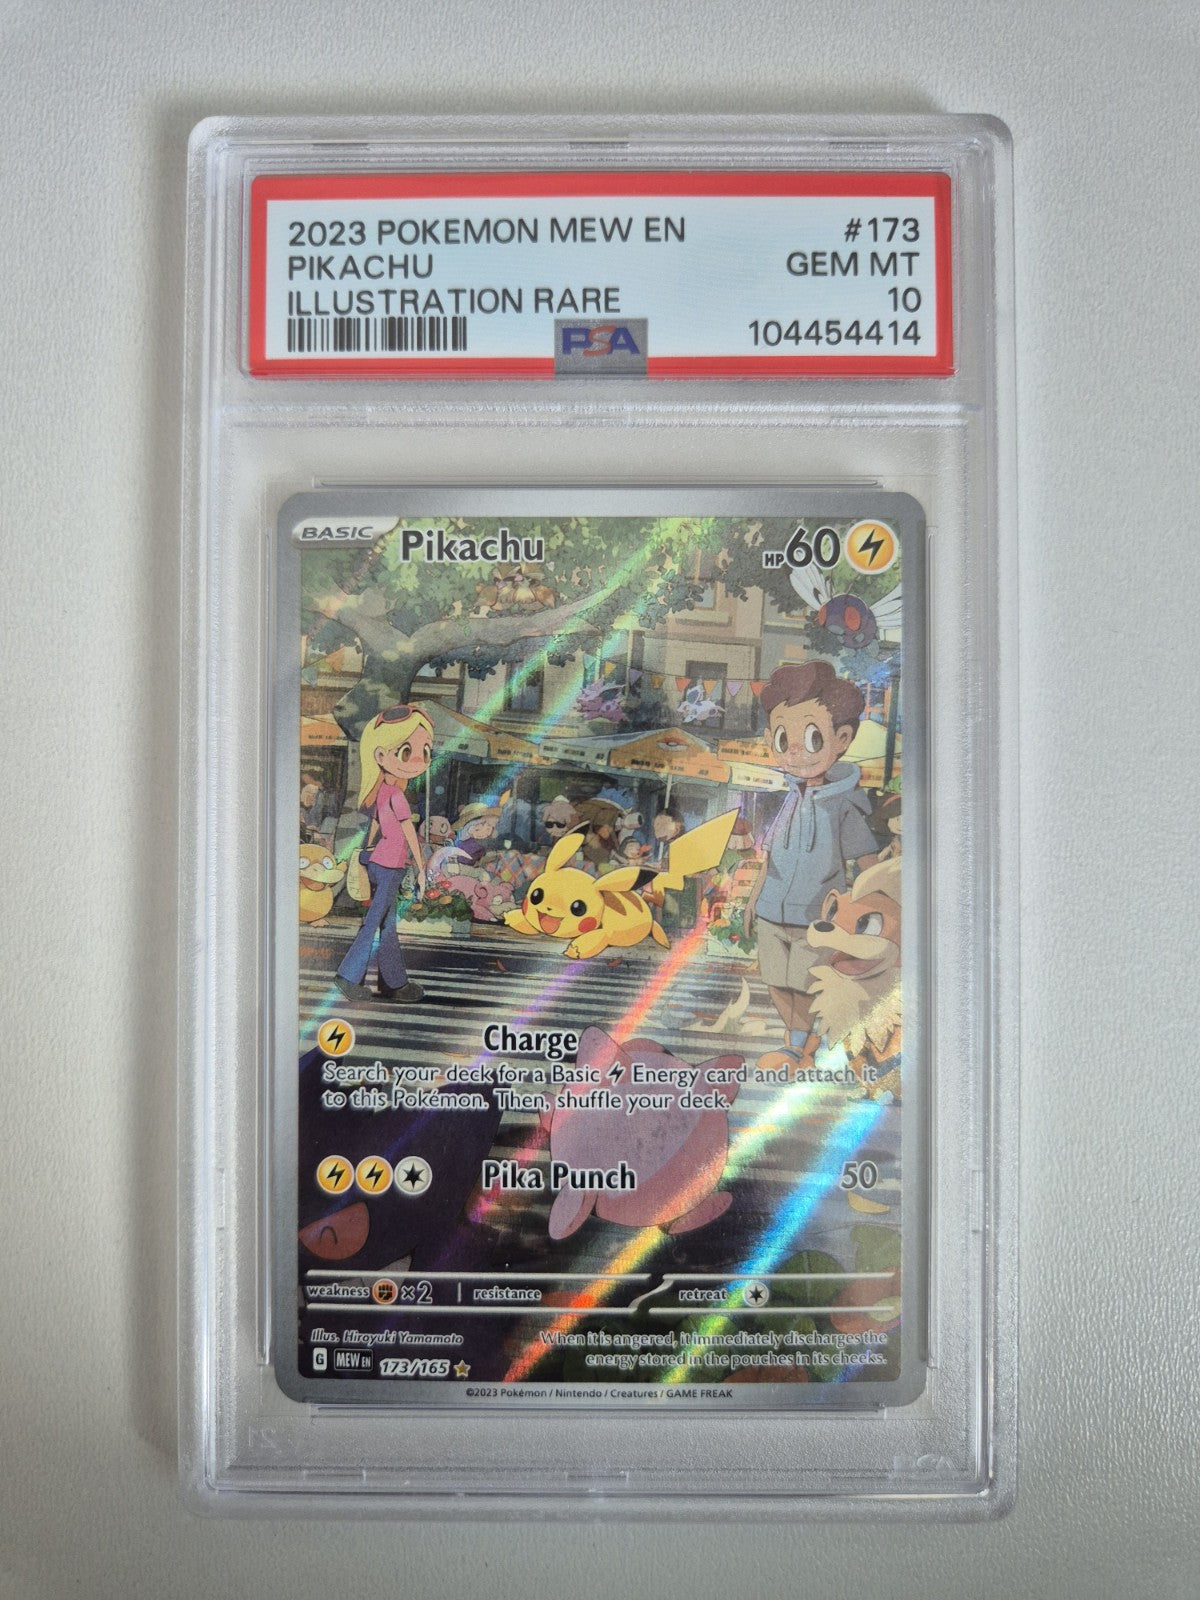 2023 POKEMON MEW EN #173
PIKACHU GEM MT
ILLUSTRATION RARE 10
PSA 104454414
BASIC Pikachu HP60
Charge
Search your deck for a Basic Energy card and attach it
to this Pokémon. Then, shuffle your deck.
Pika Punch 50
weakness ×2 resistance retreat
Illus. Hiroyuki Yamamoto
When it is angered, it immediately discharges the
energy stored in the pouches in its cheeks.
G MEW EN 173/165
©2023 Pokémon / Nintendo / Creatures / GAME FREAK